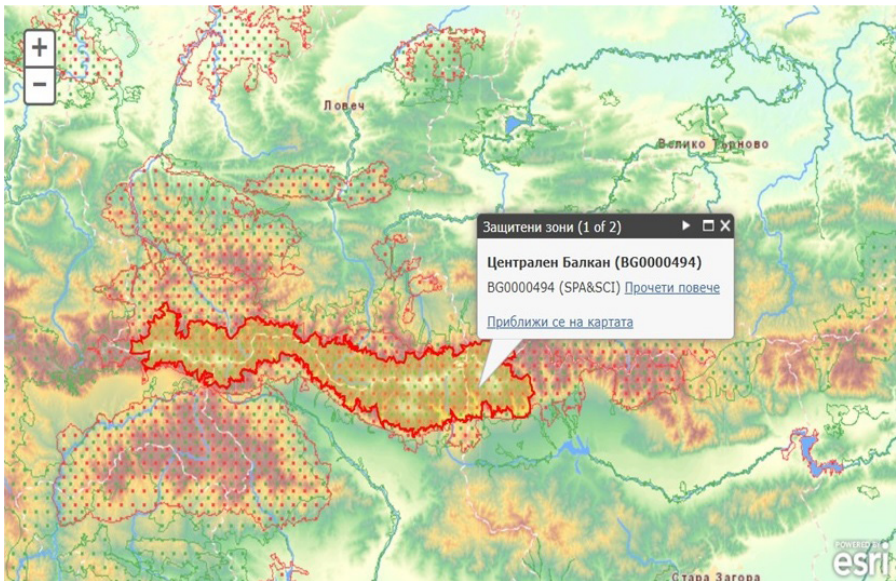 +
−
Ловеч
Велико Търново
Защитени зони (1 of 2)
Централен Балкан (BG0000494)
BG0000494 (SPA&SCI) Прочети повече
Приближи се на картата
Стара Загора
POWERED BY
esri